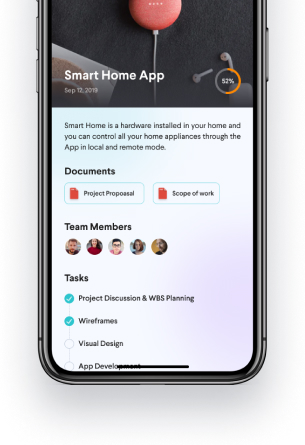 Smart Home App
52%
Sep 12, 2019
Smart Home is a hardware installed in your home and
you can control all your home appliances through the
App in local and remote mode.
Documents
Project Propoasal
Scope of work
Team Members
Tasks
Project Discussion & WBS Planning
Wireframes
Visual Design
App Development